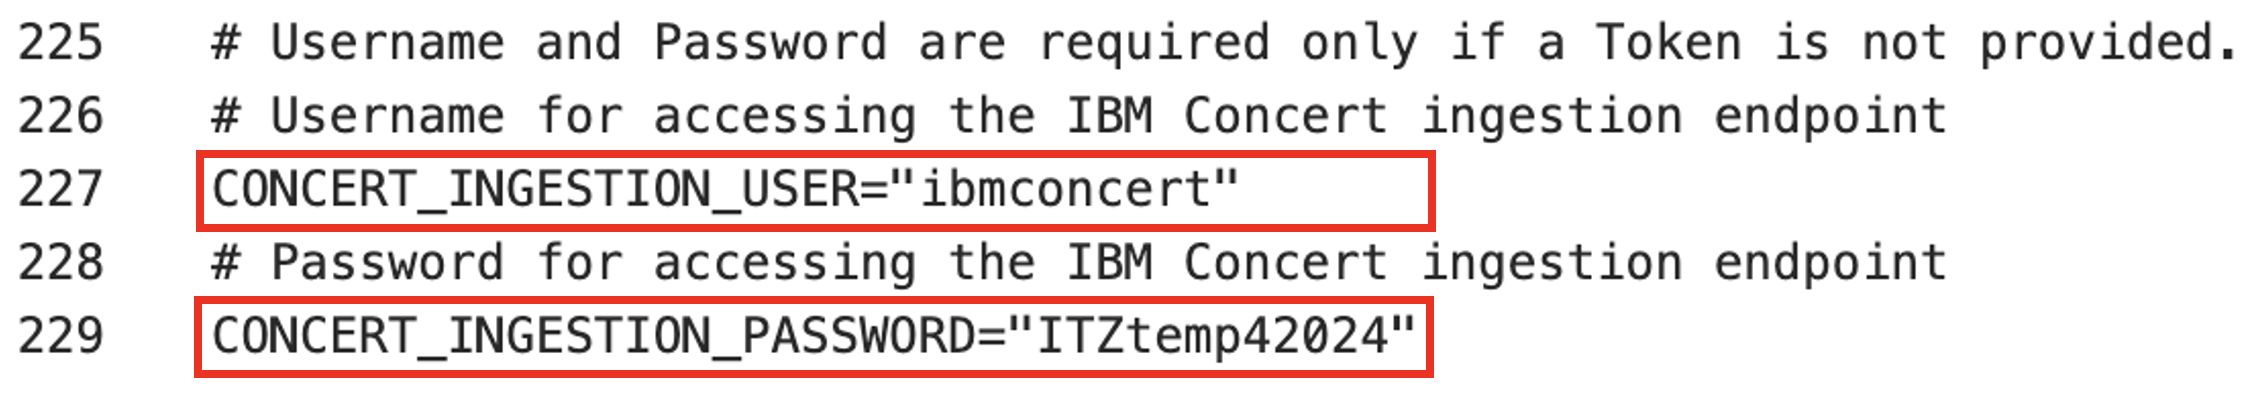 225 # Username and Password are required only if a Token is not provided.
226 # Username for accessing the IBM Concert ingestion endpoint
227 CONCERT_INGESTION_USER="ibmconcert"
228 # Password for accessing the IBM Concert ingestion endpoint
229 CONCERT_INGESTION_PASSWORD="ITZtemp42024"